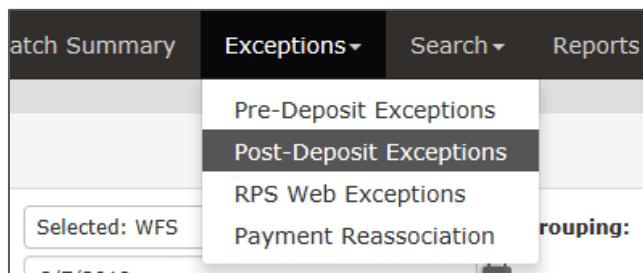 atch Summary Exceptions Search Reports
Pre-Deposit Exceptions
Post-Deposit Exceptions
RPS Web Exceptions
Selected: WFS rouping:
Payment Reassociation